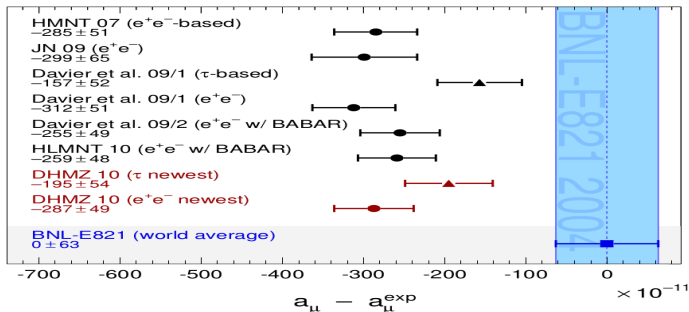 HMNT 07 (e⁺e⁻-based)
−285 ± 51
JN 09 (e⁺e⁻)
−299 ± 65
Davier et al. 09/1 (τ-based)
−157 ± 52
Davier et al. 09/1 (e⁺e⁻)
−312 ± 51
Davier et al. 09/2 (e⁺e⁻ w/ BABAR)
−255 ± 49
HLMNT 10 (e⁺e⁻ w/ BABAR)
−259 ± 48
DHMZ 10 (τ newest)
−195 ± 54
DHMZ 10 (e⁺e⁻ newest)
−287 ± 49
BNL-E821 (world average)
0 ± 63
BNL-E821 2004
-700 -600 -500 -400 -300 -200 -100 0
× 10⁻¹¹
a_μ − a_μ^exp